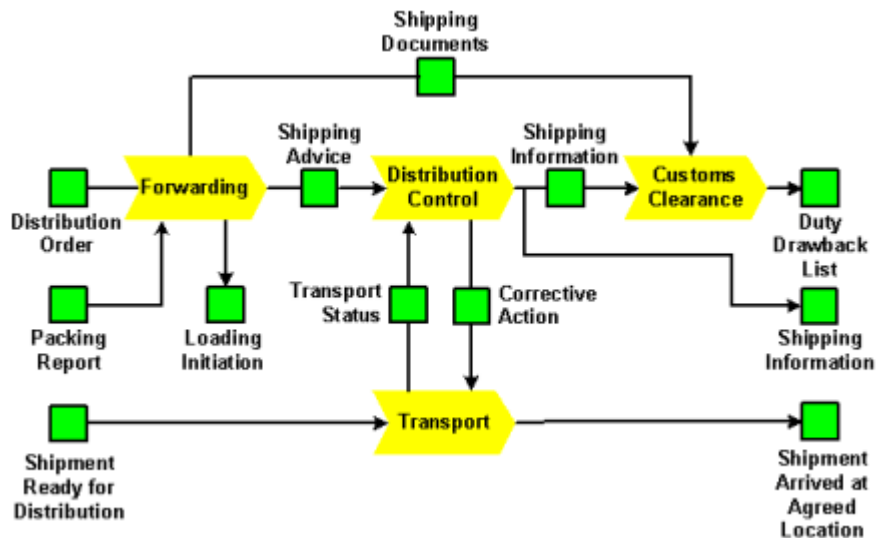 Shipping
Documents
Shipping
Advice
Shipping
Information
Forwarding
Distribution
Control
Customs
Clearance
Distribution
Order
Duty
Drawback
List
Transport
Status
Corrective
Action
Packing
Report
Loading
Initiation
Shipping
Information
Transport
Shipment
Ready for
Distribution
Shipment
Arrived at
Agreed
Location